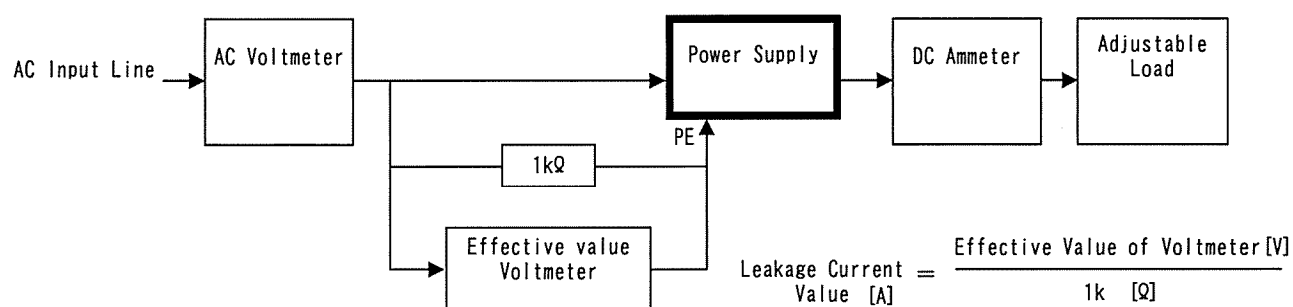 AC Input Line
AC Voltmeter
Power Supply
DC Ammeter
Adjustable
Load
PE
1kΩ
Effective value
Voltmeter
Leakage Current
Value [A]
=
Effective Value of Voltmeter[V]
1k [Ω]